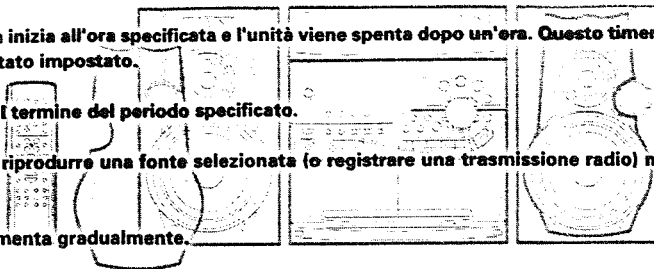 inizia all'ora specificata e l'unità viene spenta dopo un'ora. Questo timer
tato impostato.
l termine del periodo specificato.
riprodurre una fonte selezionata (o registrare una trasmissione radio)
menta gradualmente.